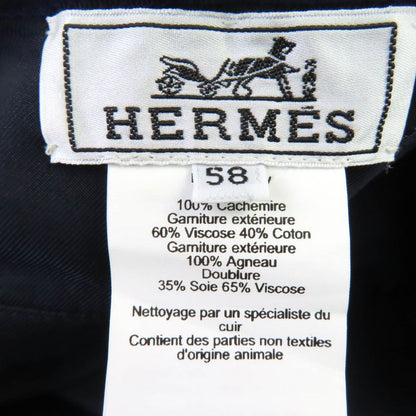 HERMÈS
58
100% Cachemire
Garniture extérieure
60% Viscose 40% Coton
Garniture extérieure
100% Agneau
Doublure
35% Soie 65% Viscose
Nettoyage par un spécialiste du
cuir
Contient des parties non textiles
d'origine animale